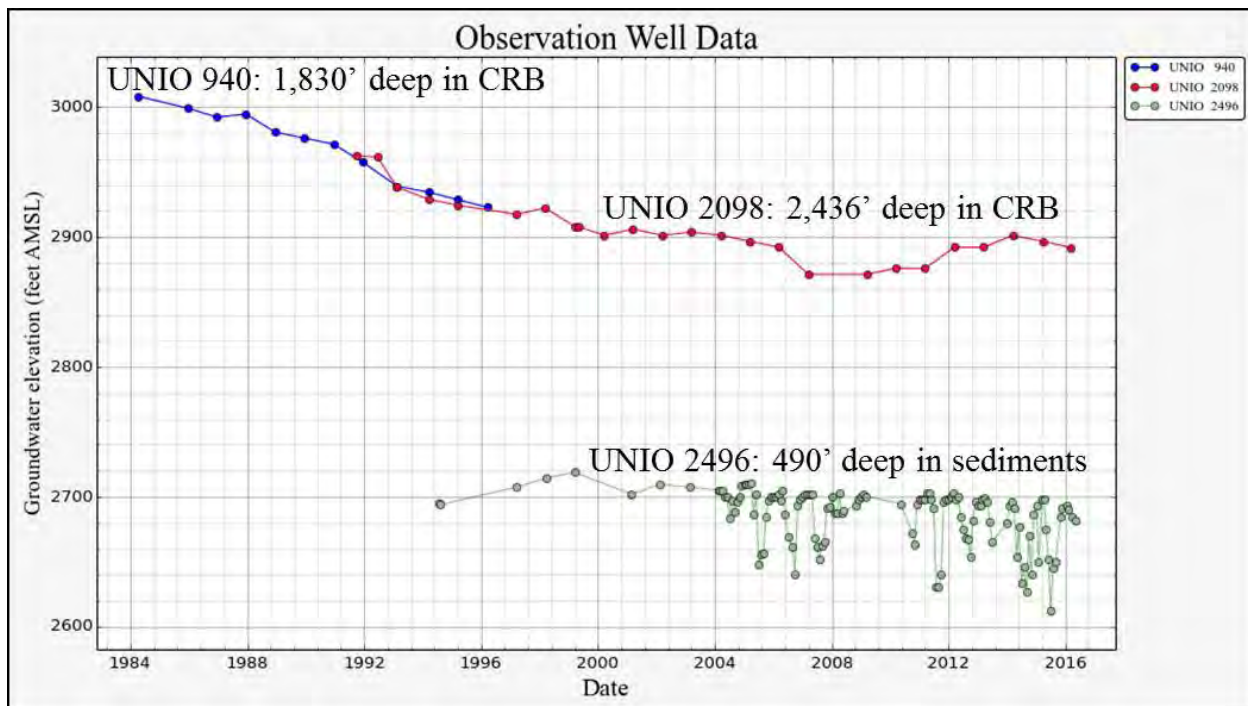 Observation Well Data
UNIO 940: 1,830’ deep in CRB
UNIO 940
UNIO 2098
UNIO 2496
3000
UNIO 2098: 2,436’ deep in CRB
2900
Groundwater elevation (feet AMSL)
2800
UNIO 2496: 490’ deep in sediments
2700
2600
1984 1988 1992 1996 2000 2004 2008 2012 2016
Date